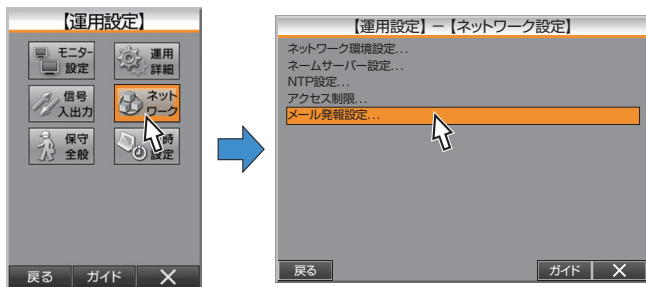 【運用設定】
モニター
設定
運用
詳細
信号
入出力
ネット
ワーク
保守
全般
時
設定
戻る
ガイド
【運用設定】－【ネットワーク設定】
ネットワーク環境設定...
ネームサーバー設定...
NTP設定...
アクセス制限...
メール発報設定...
戻る
ガイド